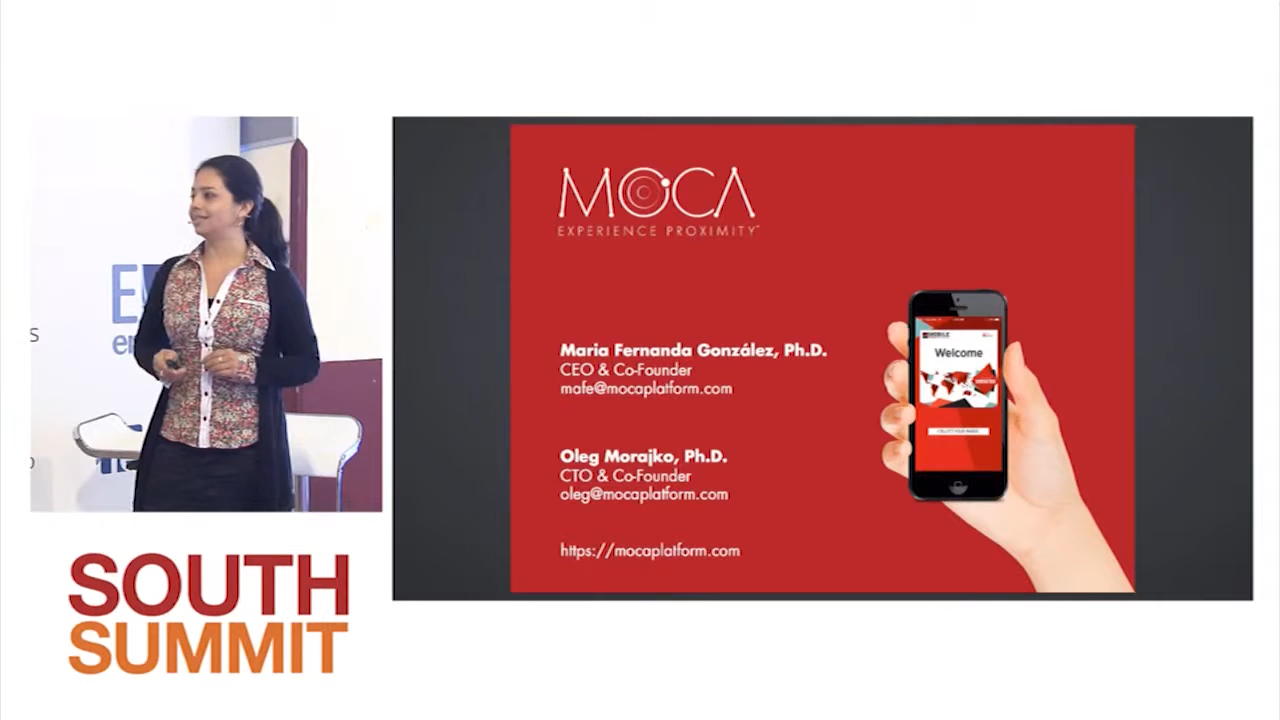 MOCA
EXPERIENCE PROXIMITY™
Maria Fernanda González, Ph.D.
CEO & Co-Founder
mafe@mocaplatform.com
Oleg Morajko, Ph.D.
CTO & Co-Founder
oleg@mocaplatform.com
https://mocaplatform.com
MOBILE
Welcome
SOUTH
SUMMIT